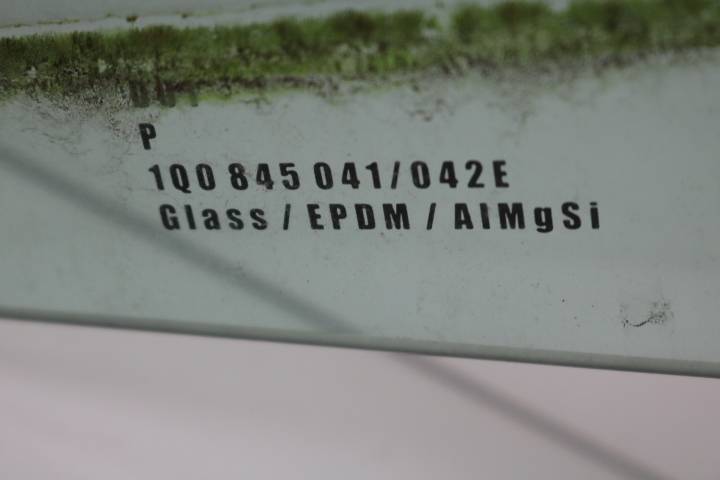 P
1Q0 845 041/042E
Glass / EPDM / AlMgSi